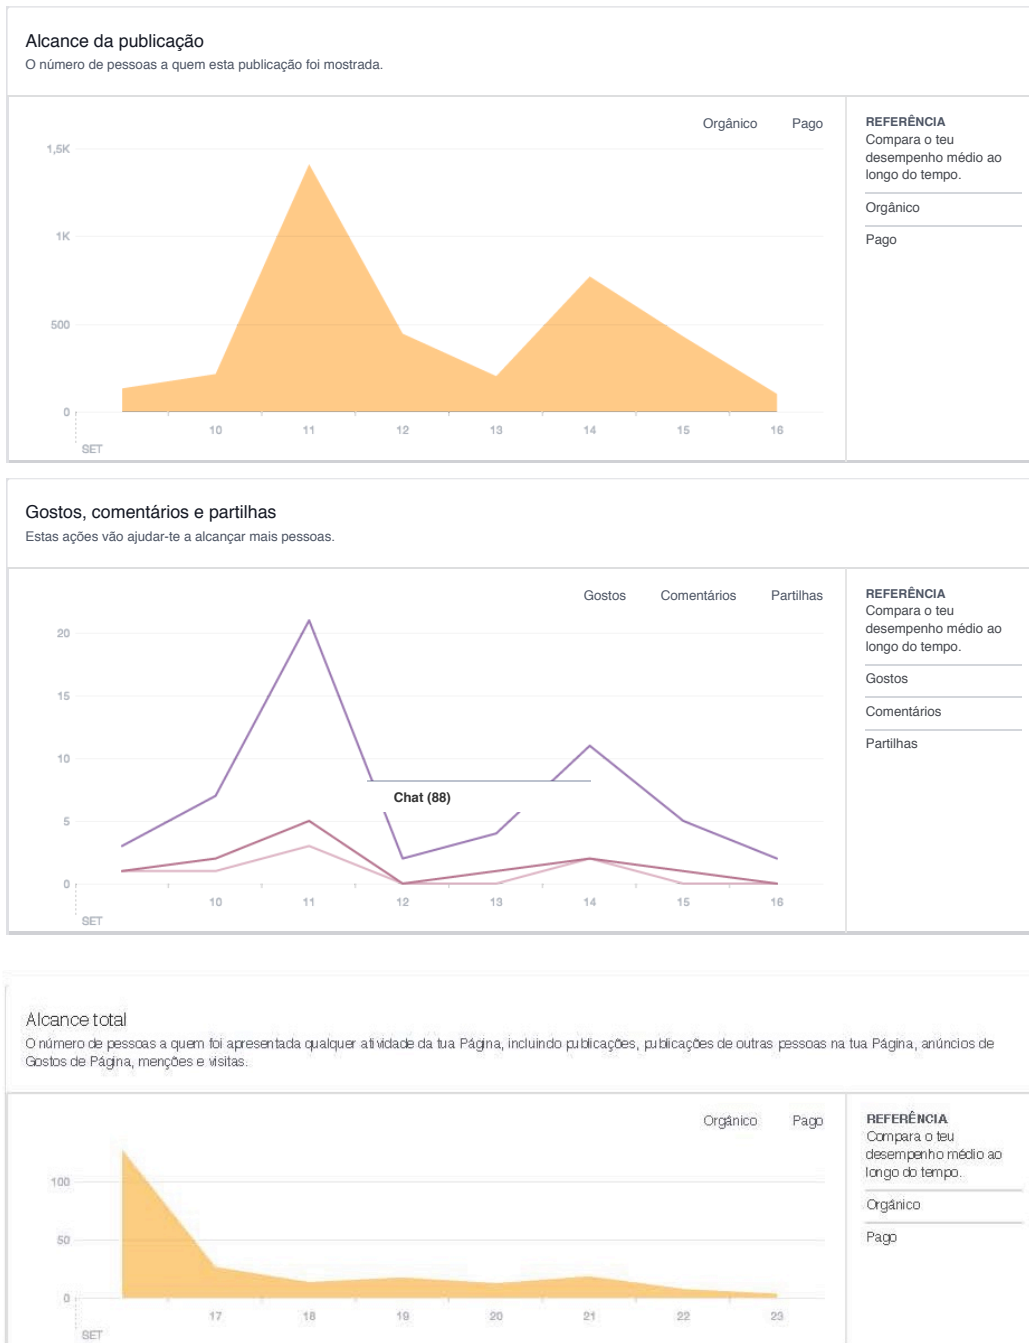 Alcance da publicação
O número de pessoas a quem esta publicação foi mostrada.
Orgânico Pago
REFERÊNCIA
Compara o teu
desempenho médio ao
longo do tempo.
Orgânico
Pago
1,5K
1K
500
0
10 11 12 13 14 15 16
SET
Gostos, comentários e partilhas
Estas ações vão ajudar-te a alcançar mais pessoas.
Gostos Comentários Partilhas
REFERÊNCIA
Compara o teu
desempenho médio ao
longo do tempo.
Gostos
Comentários
Partilhas
20
15
10
Chat (88)
5
0
10 11 12 13 14 15 16
SET
Alcance total
O número de pessoas a quem foi apresentada qualquer atividade da tua Página, incluindo publicações, publicações de outras pessoas na tua Página, anúncios de
Gostos de Página, menções e visitas.
Orgânico Pago
REFERÊNCIA
Compara o teu
desempenho médio ao
longo do tempo.
Orgânico
Pago
100
50
0
17 18 19 20 21 22 23
SET